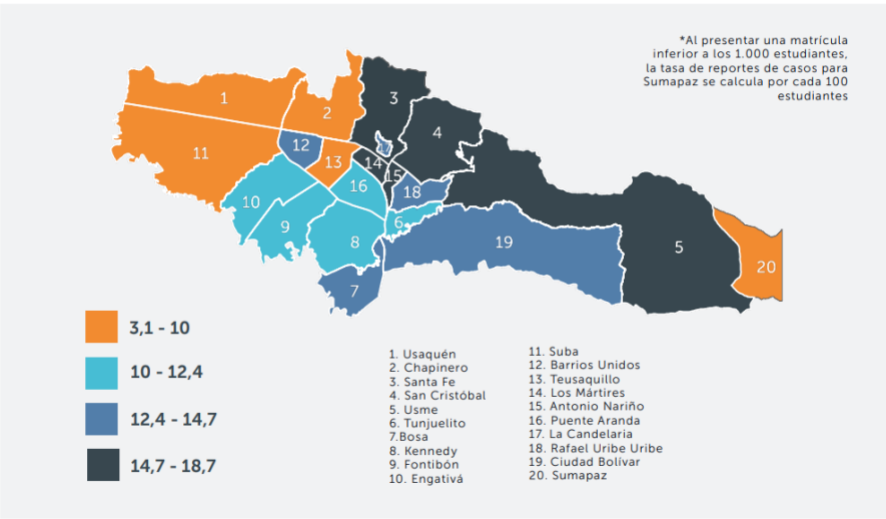 *Al presentar una matrícula
inferior a los 1.000 estudiantes,
la tasa de reportes de casos para
Sumapaz se calcula por cada 100
estudiantes
1
2
3
4
11
12
13
14
17
15
16
18
10
9
8
6
7
19
5
20
3,1 - 10
10 - 12,4
12,4 - 14,7
14,7 - 18,7
1. Usaquén
2. Chapinero
3. Santa Fe
4. San Cristóbal
5. Usme
6. Tunjuelito
7.Bosa
8. Kennedy
9. Fontibón
10. Engativá
11. Suba
12. Barrios Unidos
13. Teusaquillo
14. Los Mártires
15. Antonio Nariño
16. Puente Aranda
17. La Candelaria
18. Rafael Uribe Uribe
19. Ciudad Bolívar
20. Sumapaz